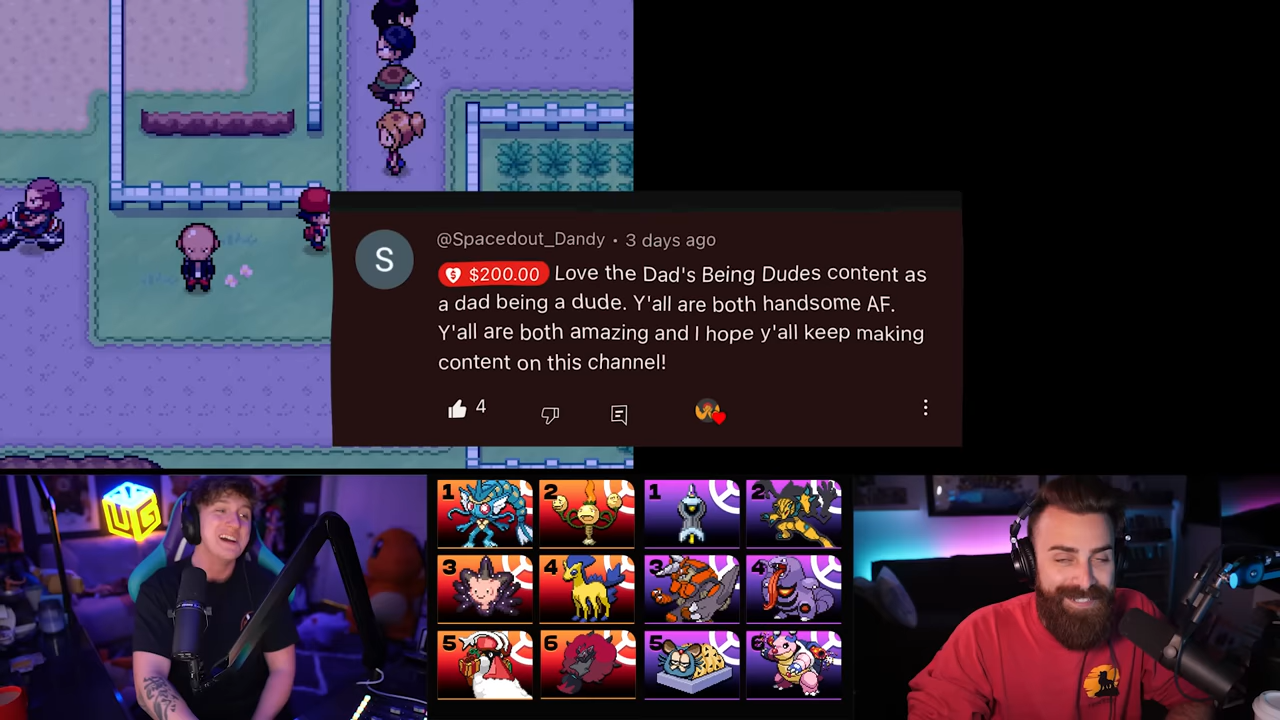 @Spacedout_Dandy • 3 days ago
S
$200.00 Love the Dad's Being Dudes content as
a dad being a dude. Y'all are both handsome AF.
Y'all are both amazing and I hope y'all keep making
content on this channel!
4
UG
1 2 1 2
3 4 3 4
5 6 5 6